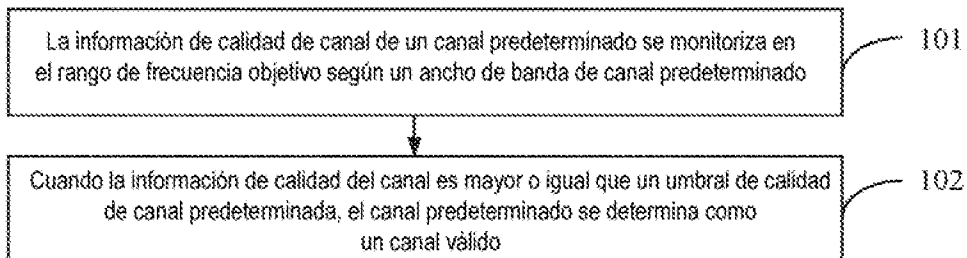 La información de calidad de canal de un canal predeterminado se monitoriza en
el rango de frecuencia objetivo según un ancho de banda de canal predeterminado
101
Cuando la información de calidad del canal es mayor o igual que un umbral de calidad
de canal predeterminada, el canal predeterminado se determina como
un canal válido
102